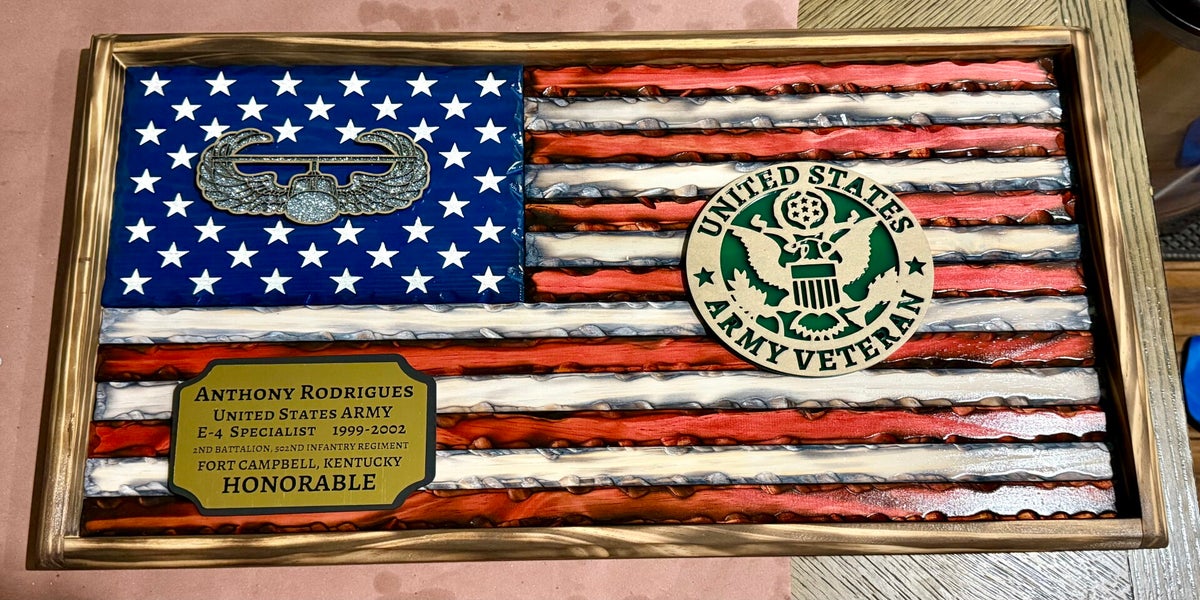 UNITED STATES
ARMY VETERAN
ANTHONY RODRIGUES
UNITED STATES ARMY
E-4 SPECIALIST 1999-2002
2ND BATTALION, 502ND INFANTRY REGIMENT
FORT CAMPBELL, KENTUCKY
HONORABLE